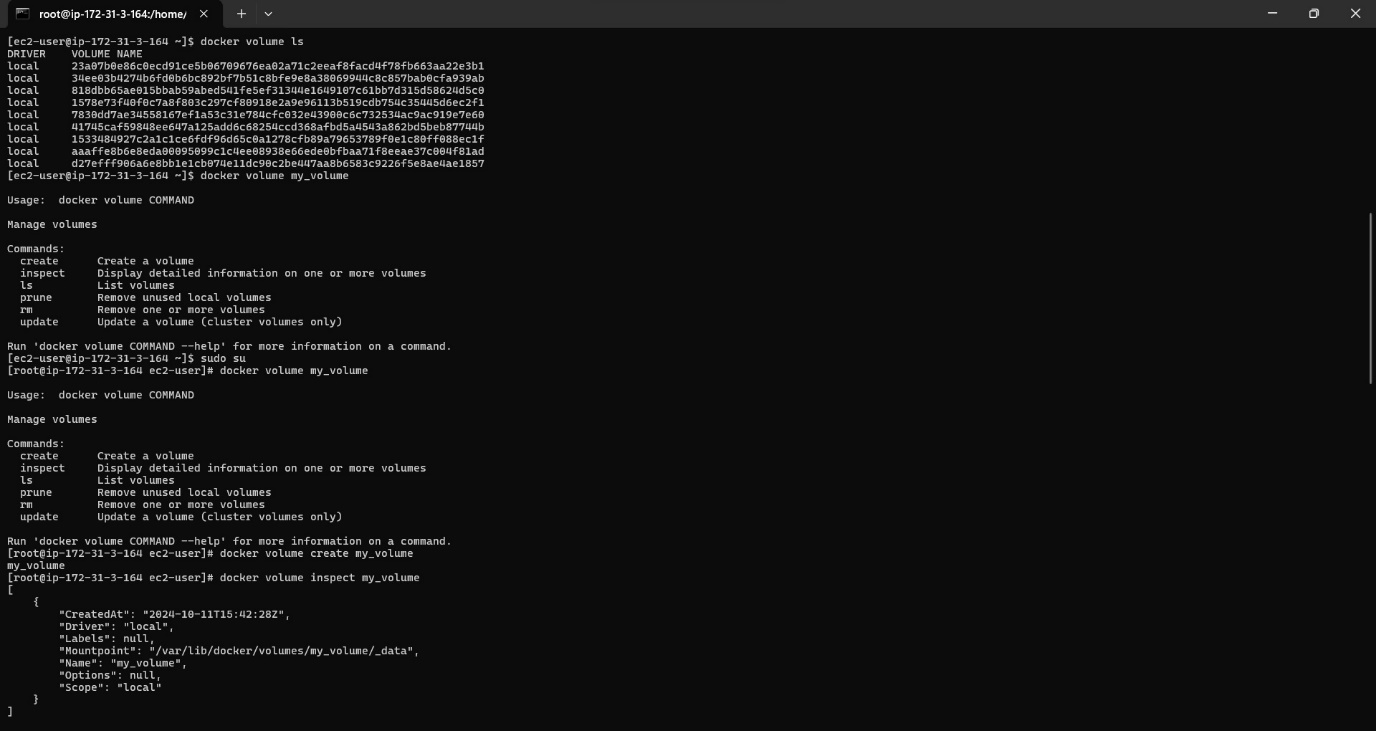 root@ip-172-31-3-164:/home/
[ec2-user@ip-172-31-3-164 ~]$ docker volume ls
DRIVER    VOLUME NAME
local     23a07b0e86c0ecd91ce5b06709676ea02a71c2eeaf8facd4f78fb663aa22e3b1
local     34ee03b4274b6fd0b6bc892bf7b51c8bfe9e8a38069944c8c857bab0cfa939ab
local     818dbb65ae015bbab59abed541fe5ef31344e1649107c61bb7d315d58624d5c0
local     1578e73f40f0c7a8f803c297cf80918e2a9e96113b519cdb754c35445d6ec2f1
local     7830dd7ae34558167ef1a53c31e784cfc032e43900c6c732534ac9ac919e7e60
local     41745caf59848ee647a125add6c68254ccd368afbd5a4543a862bd5beb87744b
local     1533484927c2a1c1ce6fdf96d65c0a1278cfb89a79653789f0e1c80ff088ec1f
local     aaaffe8b6e8eda00095099c1c4ee08938e66ede0bfbaa71f8eeae37c004f81ad
local     d27efff906a6e8bb1e1cb074e11dc90c2be447aa8b6583c9226f5e8ae4ae1857
[ec2-user@ip-172-31-3-164 ~]$ docker volume my_volume
Usage:  docker volume COMMAND
Manage volumes
Commands:
  create      Create a volume
  inspect     Display detailed information on one or more volumes
  ls          List volumes
  prune       Remove unused local volumes
  rm          Remove one or more volumes
  update      Update a volume (cluster volumes only)
Run 'docker volume COMMAND --help' for more information on a command.
[ec2-user@ip-172-31-3-164 ~]$ sudo su
[root@ip-172-31-3-164 ec2-user]# docker volume my_volume
Usage:  docker volume COMMAND
Manage volumes
Commands:
  create      Create a volume
  inspect     Display detailed information on one or more volumes
  ls          List volumes
  prune       Remove unused local volumes
  rm          Remove one or more volumes
  update      Update a volume (cluster volumes only)
Run 'docker volume COMMAND --help' for more information on a command.
[root@ip-172-31-3-164 ec2-user]# docker volume create my_volume
my_volume
[root@ip-172-31-3-164 ec2-user]# docker volume inspect my_volume
[
    {
        "CreatedAt": "2024-10-11T15:42:28Z",
        "Driver": "local",
        "Labels": null,
        "Mountpoint": "/var/lib/docker/volumes/my_volume/_data",
        "Name": "my_volume",
        "Options": null,
        "Scope": "local"
    }
]